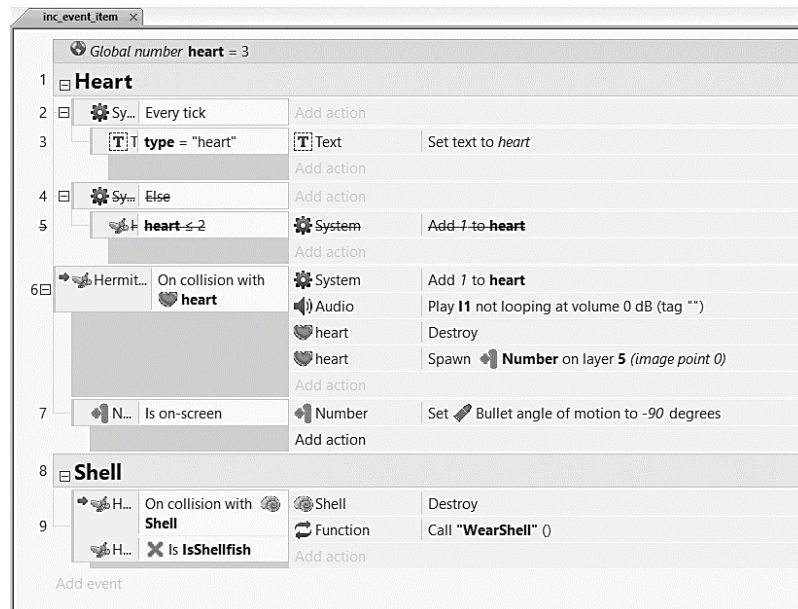 inc_event_item
Global number heart = 3
1 Heart
2 Sy... Every tick Add action
3 T type = "heart" Text Set text to heart
Add action
4 Sy... Else Add action
5 heart ≤ 2 System Add 1 to heart
Add action
6 Hermit... On collision with System Add 1 to heart
heart Audio Play I1 not looping at volume 0 dB (tag "")
heart Destroy
heart Spawn Number on layer 5 (image point 0)
Add action
7 N... Is on-screen Number Set Bullet angle of motion to -90 degrees
Add action
8 Shell
9 H... On collision with Shell Destroy
Shell Function Call "WearShell" ()
H... Is IsShellfish Add action
Add event